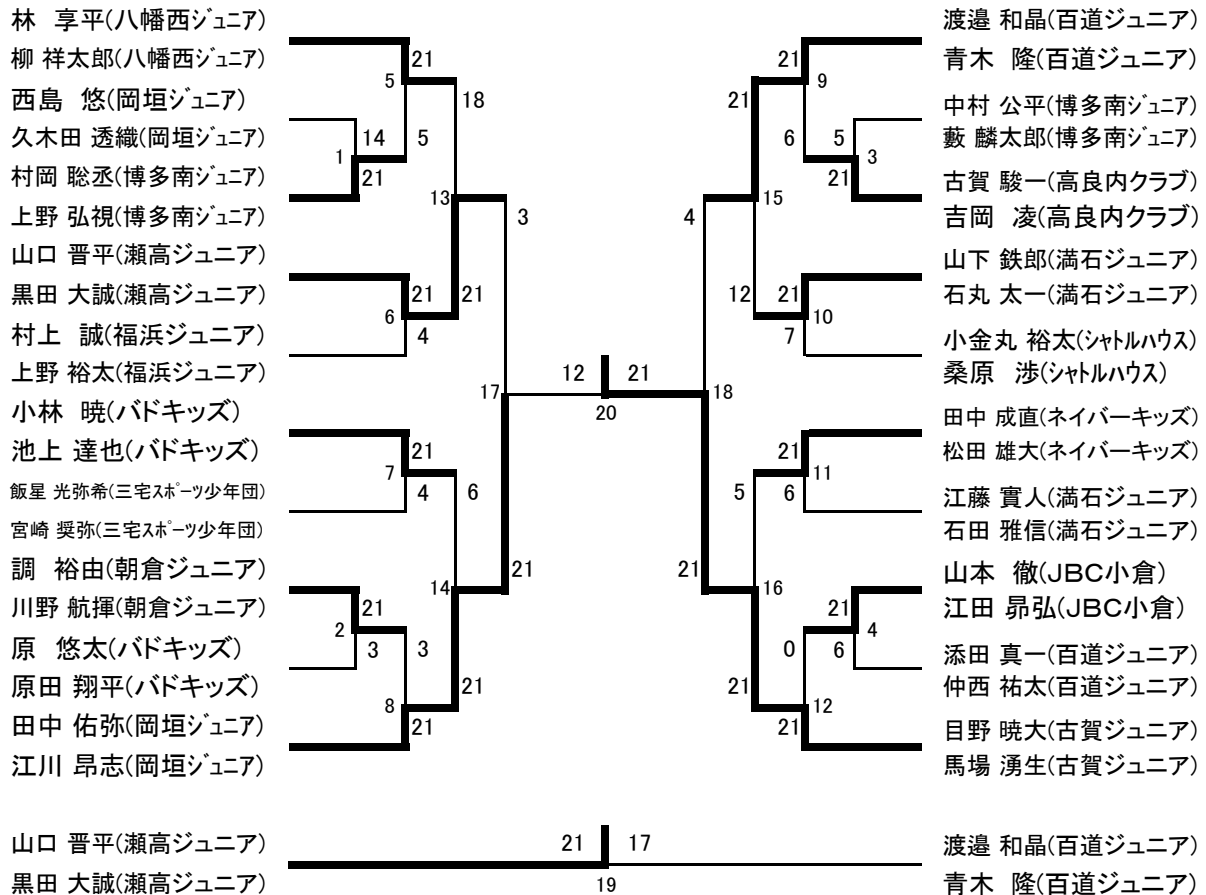 林 享平(八幡西ジュニア)
柳 祥太郎(八幡西ジュニア)
西島 悠(岡垣ジュニア)
久木田 透織(岡垣ジュニア)
村岡 聡丞(博多南ジュニア)
上野 弘視(博多南ジュニア)
山口 晋平(瀬高ジュニア)
黒田 大誠(瀬高ジュニア)
村上 誠(福浜ジュニア)
上野 裕太(福浜ジュニア)
小林 暁(バドキッズ)
池上 達也(バドキッズ)
飯星 光弥希(三宅スポーツ少年団)
宮崎 奨弥(三宅スポーツ少年団)
調 裕由(朝倉ジュニア)
川野 航揮(朝倉ジュニア)
原 悠太(バドキッズ)
原田 翔平(バドキッズ)
田中 佑弥(岡垣ジュニア)
江川 昂志(岡垣ジュニア)
21
5
18
14
5
1
21
13
3
21
21
6
4
17
21
7
4
6
21
14
21
2
3
3
21
8
21
12
21
20
21
9
21
6
5
3
21
4
15
12
21
10
7
18
21
11
5
6
21
16
21
4
0
6
21
12
21
渡邉 和晶(百道ジュニア)
青木 隆(百道ジュニア)
中村 公平(博多南ジュニア)
藪 麟太郎(博多南ジュニア)
古賀 駿一(高良内クラブ)
吉岡 凌(高良内クラブ)
山下 鉄郎(満石ジュニア)
石丸 太一(満石ジュニア)
小金丸 裕太(シャトルハウス)
桑原 渉(シャトルハウス)
田中 成直(ネイバーキッズ)
松田 雄大(ネイバーキッズ)
江藤 實人(満石ジュニア)
石田 雅信(満石ジュニア)
山本 徹(JBC小倉)
江田 昴弘(JBC小倉)
添田 真一(百道ジュニア)
仲西 祐太(百道ジュニア)
目野 暁大(古賀ジュニア)
馬場 湧生(古賀ジュニア)
山口 晋平(瀬高ジュニア)
黒田 大誠(瀬高ジュニア)
21
17
19
渡邉 和晶(百道ジュニア)
青木 隆(百道ジュニア)